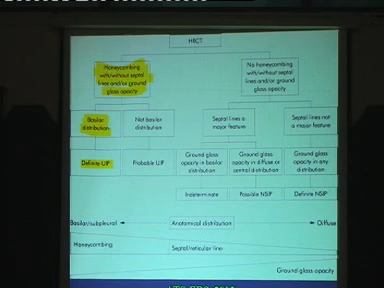 HRCT
Honeycombing
with/without septal
lines and/or ground
glass opacity
No honeycombing
with/without septal
lines and/or ground
glass opacity
Basilar
distribution
Not basilar
distribution
Septal lines a
major feature
Septal lines not
a major feature
Definite UIP
Probable UIP
Ground glass
opacity in basilar
distribution
Ground glass
opacity in diffuse or
central distribution
Ground glass
opacity in any
distribution
Indeterminate
Possible NSIP
Definite NSIP
Basilar/subpleural
Anatomical distribution
Diffuse
Honeycombing
Septal/reticular line
Ground glass opacity